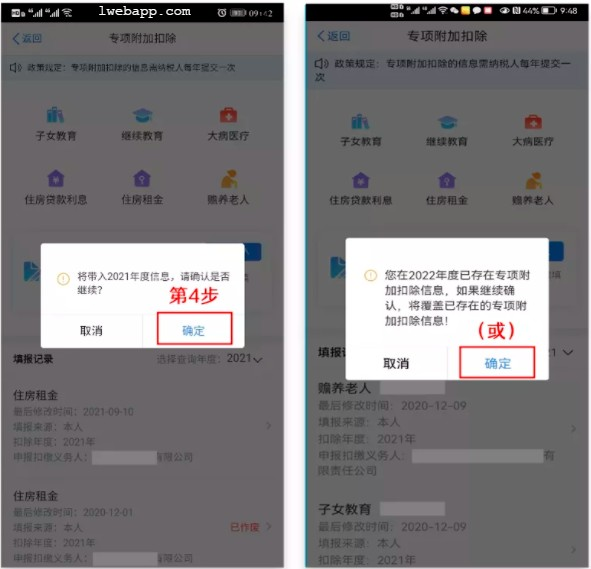 lwebapp.com
09:42
返回
专项附加扣除
政策规定：专项附加扣除的信息需纳税人每年提交一次
子女教育
继续教育
大病医疗
住房贷款利息
住房租金
赡养老人
将带入2021年度信息，请确认是否
继续？
第4步
取消
确定
填报记录
选择查询年度：2021
住房租金
最后修改时间：2021-09-10
填报来源：本人
扣除年度：2021年
申报扣缴义务人：
有限公司
住房租金
最后修改时间：2020-12-01
填报来源：本人
已作废
扣除年度：2021年
申报扣缴义务人：
有限公司
44%
9:48
返回
专项附加扣除
政策规定：专项附加扣除的信息需纳税人每年提交一
次
子女教育
继续教育
大病医疗
住房贷款利息
住房租金
赡养老人
您在2022年度已存在专项附
加扣除信息，如果继续确
认，将覆盖已存在的专项附
加扣除信息！
（或）
取消
确定
填报
21
赡养老人
最后修改时间：2020-12-09
填报来源：本人
扣除年度：2021年
申报扣缴义务人：
有
限责任公司
子女教育
最后修改时间：2020-12-09
填报来源：本人
扣除年度：2021年